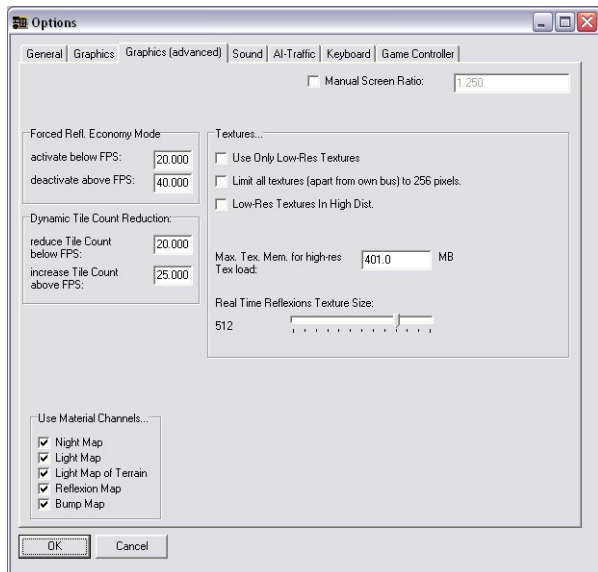 Options
General Graphics Graphics (advanced) Sound AI-Traffic Keyboard Game Controller
Manual Screen Ratio: 1.250
Forced Refl. Economy Mode
activate below FPS: 20.000
deactivate above FPS: 40.000
Dynamic Tile Count Reduction:
reduce Tile Count
below FPS: 20.000
increase Tile Count
above FPS: 25.000
Textures...
Use Only Low-Res Textures
Limit all textures (apart from own bus) to 256 pixels.
Low-Res Textures In High Dist.
Max. Tex. Mem. for high-res
Tex load: 401.0 MB
Real Time Reflexions Texture Size:
512
Use Material Channels...
Night Map
Light Map
Light Map of Terrain
Reflexion Map
Bump Map
OK Cancel